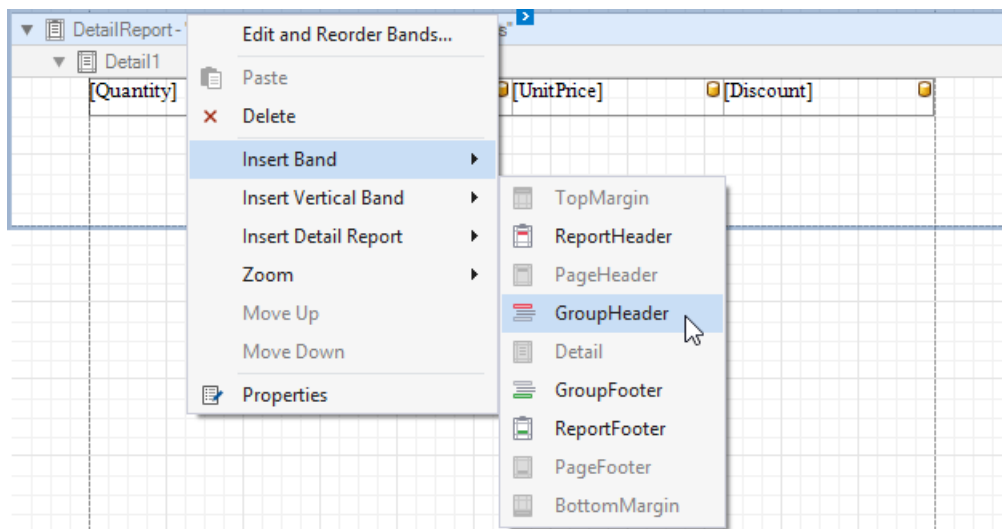 DetailReport - " s"
Detail1
[Quantity] [UnitPrice] [Discount]
Edit and Reorder Bands...
Paste
Delete
Insert Band
Insert Vertical Band
Insert Detail Report
Zoom
Move Up
Move Down
Properties
TopMargin
ReportHeader
PageHeader
GroupHeader
Detail
GroupFooter
ReportFooter
PageFooter
BottomMargin